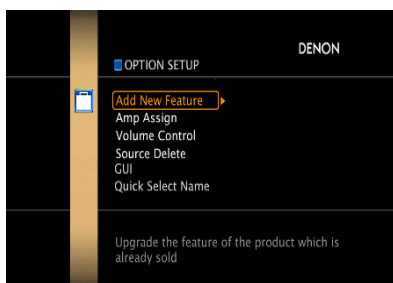 DENON
OPTION SETUP
Add New Feature
Amp Assign
Volume Control
Source Delete
GUI
Quick Select Name
Upgrade the feature of the product which is
already sold